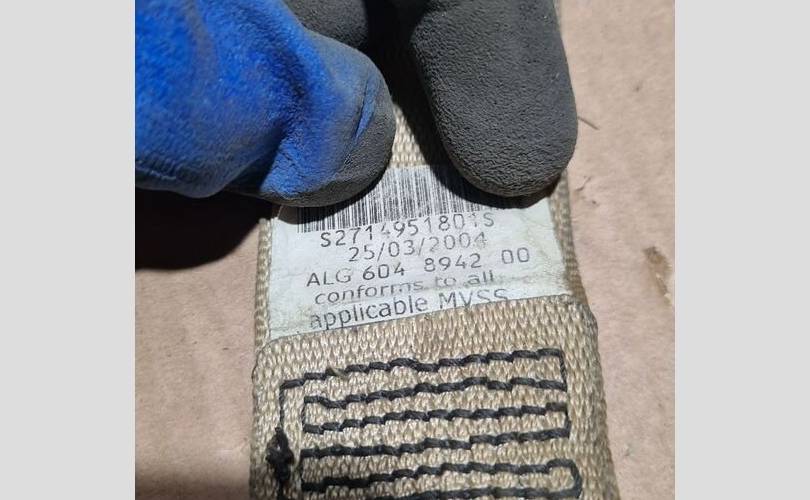 S2714951801S
25/03/2004
ALG 604 8942 00
conforms to all
applicable MVSS